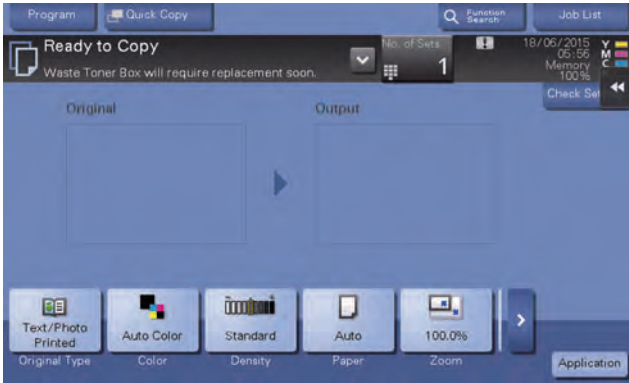 Program
Quick Copy
Function
Search
Job List
Ready to Copy
Waste Toner Box will require replacement soon.
No. of Sets
1
18/06/2015
05:56
Memory
100%
Y
M
C
Check Set
Original
Output
Text/Photo
Printed
Auto Color
Standard
Auto
100.0%
Original Type
Color
Density
Paper
Zoom
Application